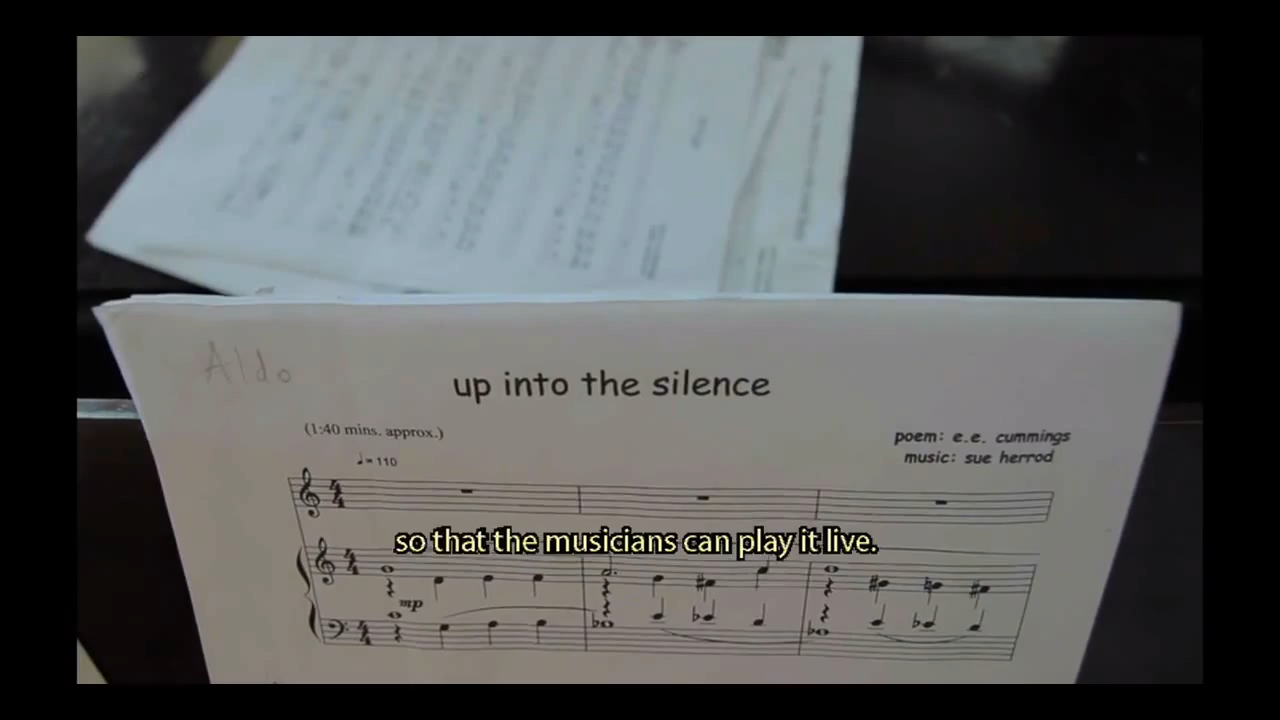 Aldo
up into the silence
(1:40 mins. approx.)
poem: e.e. cummings
♩= 110
music: sue herrod
so that the musicians can play it live.
mp